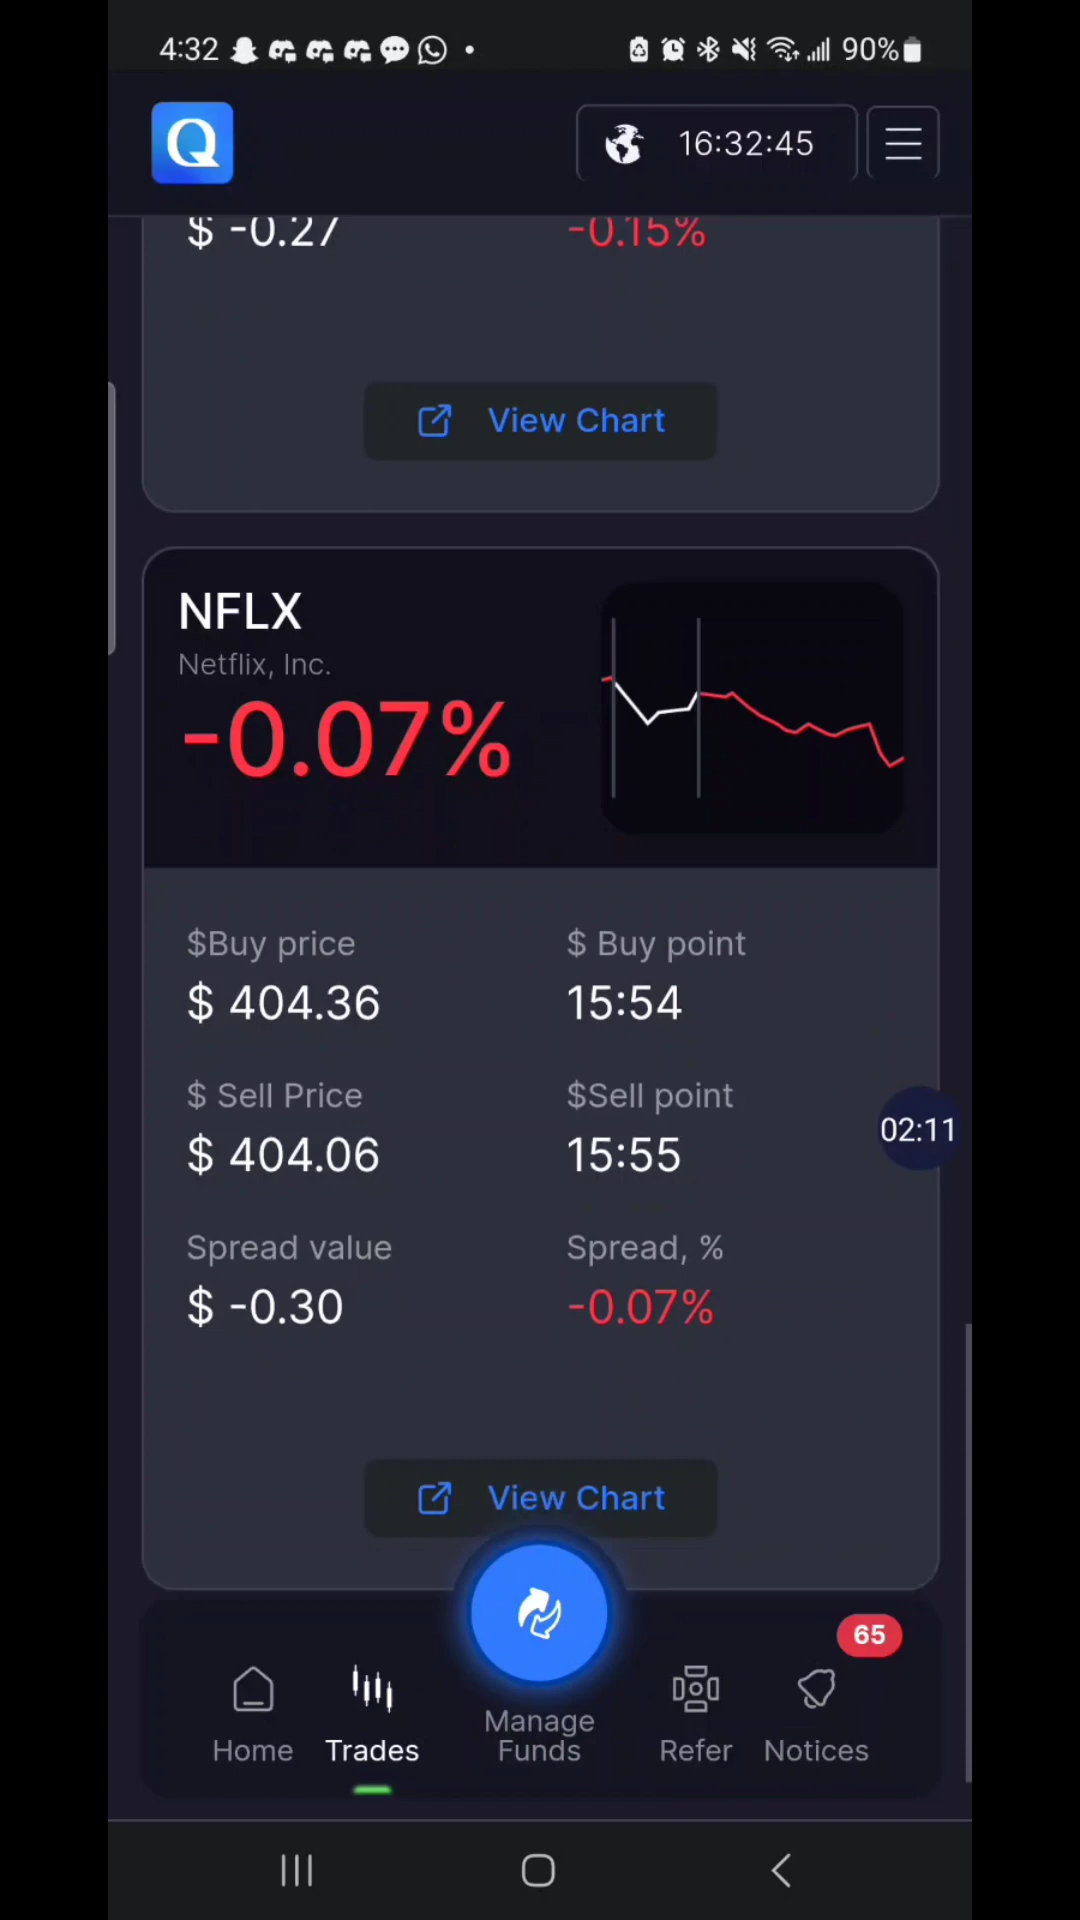 4:32 90%
Q 16:32:45
$ -0.27 -0.15%
View Chart
NFLX
Netflix, Inc.
-0.07%
$Buy price $ Buy point
$ 404.36 15:54
$ Sell Price $Sell point
$ 404.06 15:55
02:11
Spread value Spread, %
$ -0.30 -0.07%
View Chart
65
Home Trades Manage Funds Refer Notices